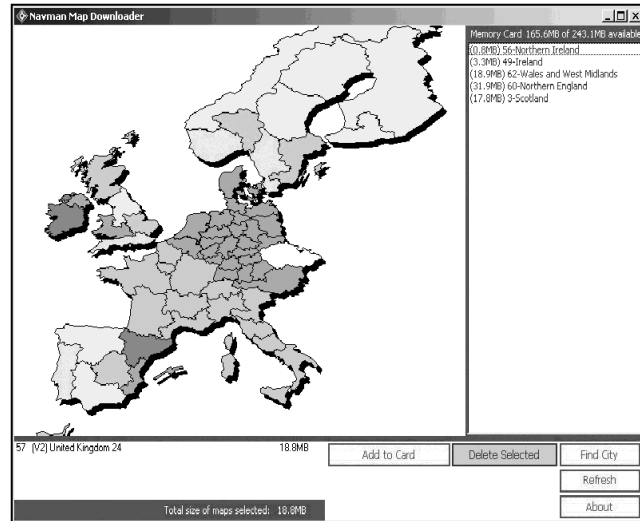 Navman Map Downloader
Memory Card 165.6MB of 243.1MB available
(0.8MB) 56-Northern Ireland
(3.3MB) 49-Ireland
(18.9MB) 62-Wales and West Midlands
(31.9MB) 60-Northern England
(17.8MB) 3-Scotland
57 (V2) United Kingdom 24 18.8MB
Add to Card Delete Selected Find City
Refresh
Total size of maps selected: 18.8MB About